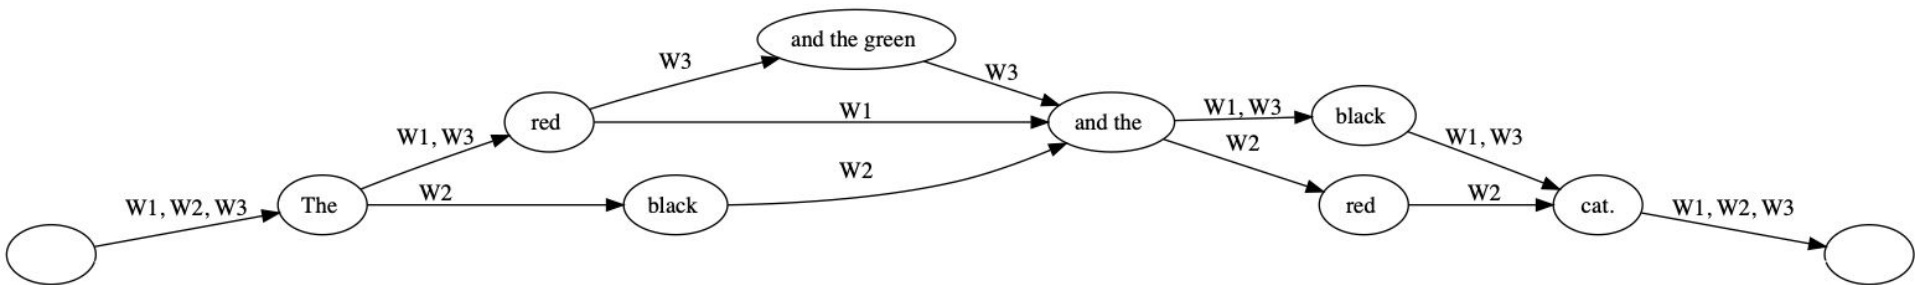 and the green
W3
W3
W1, W3
W1
red
and the
black
W1, W3
W1, W3
W2
W2
W1, W2, W3
The
W2
black
red
W2
cat.
W1, W2, W3